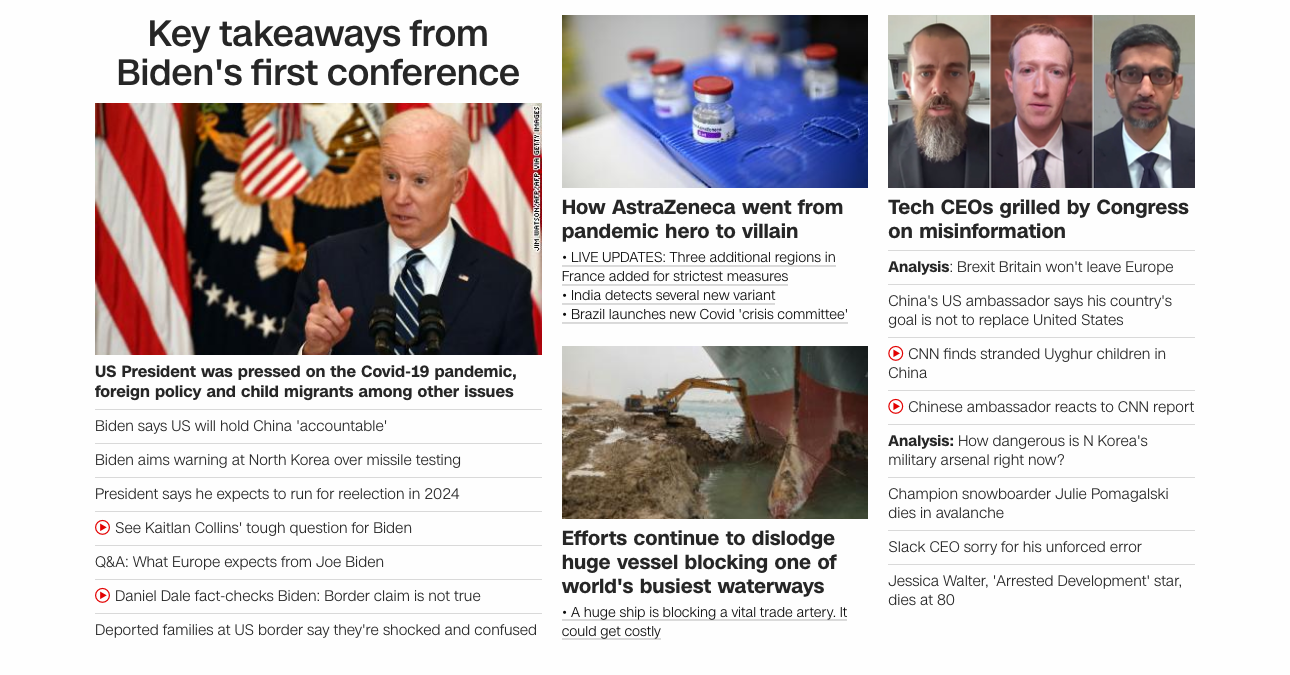 Key takeaways from
Biden's first conference
JIM WATSON/AFP/AFP VIA GETTY IMAGES
US President was pressed on the Covid-19 pandemic,
foreign policy and child migrants among other issues
Biden says US will hold China 'accountable'
Biden aims warning at North Korea over missile testing
President says he expects to run for reelection in 2024
See Kaitlan Collins' tough question for Biden
Q&A: What Europe expects from Joe Biden
Daniel Dale fact-checks Biden: Border claim is not true
Deported families at US border say they're shocked and confused
How AstraZeneca went from
pandemic hero to villain
• LIVE UPDATES: Three additional regions in
France added for strictest measures
• India detects several new variant
• Brazil launches new Covid 'crisis committee'
Efforts continue to dislodge
huge vessel blocking one of
world's busiest waterways
• A huge ship is blocking a vital trade artery. It
could get costly
Tech CEOs grilled by Congress
on misinformation
Analysis: Brexit Britain won't leave Europe
China's US ambassador says his country's
goal is not to replace United States
CNN finds stranded Uyghur children in
China
Chinese ambassador reacts to CNN report
Analysis: How dangerous is N Korea's
military arsenal right now?
Champion snowboarder Julie Pomagalski
dies in avalanche
Slack CEO sorry for his unforced error
Jessica Walter, 'Arrested Development' star,
dies at 80